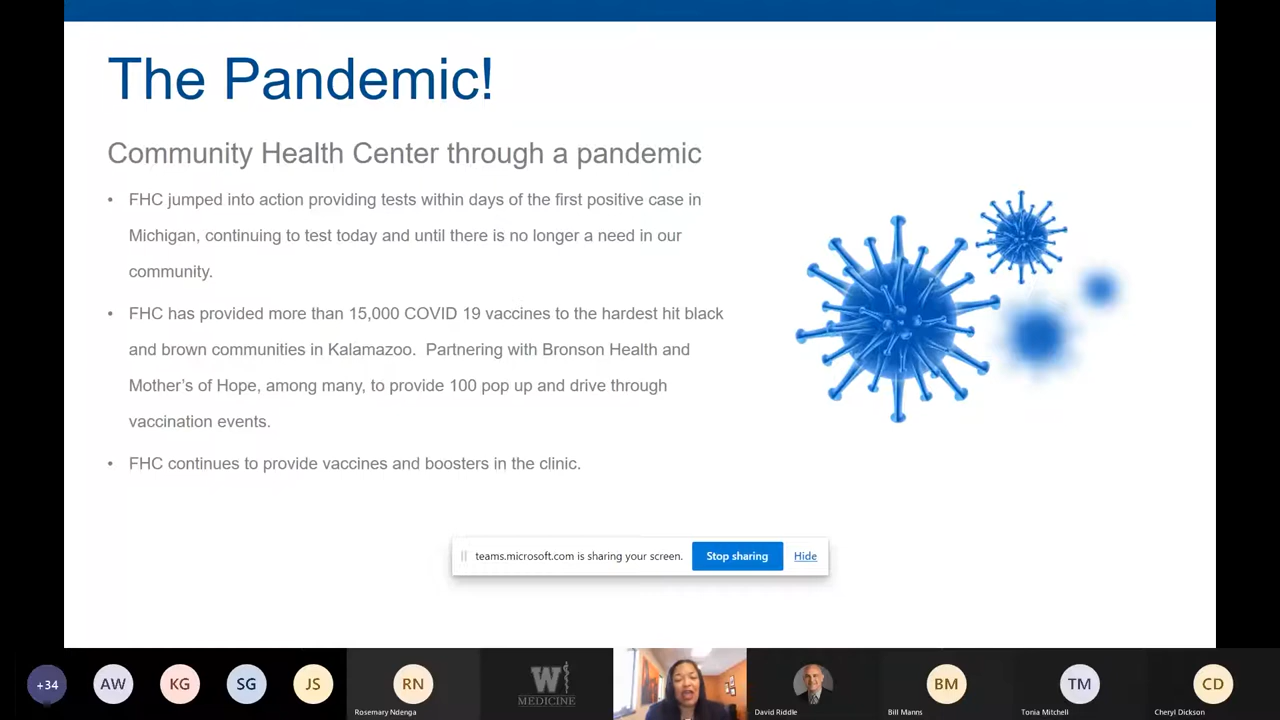 The Pandemic!
Community Health Center through a pandemic
• FHC jumped into action providing tests within days of the first positive case in
Michigan, continuing to test today and until there is no longer a need in our
community.
• FHC has provided more than 15,000 COVID 19 vaccines to the hardest hit black
and brown communities in Kalamazoo.  Partnering with Bronson Health and
Mother's of Hope, among many, to provide 100 pop up and drive through
vaccination events.
• FHC continues to provide vaccines and boosters in the clinic.
teams.microsoft.com is sharing your screen.
Stop sharing
Hide
+34
AW
KG
SG
JS
RN
Rosemary Ndenga
W
MEDICINE
David Riddle
BM
Bill Manns
TM
Tonia Mitchell
CD
Cheryl Dickson